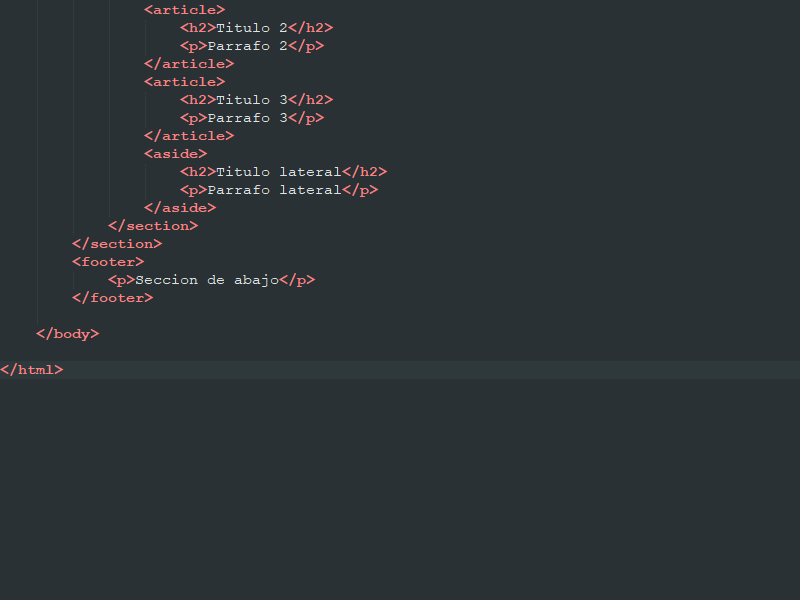 <article>
<h2>Titulo 2</h2>
<p>Parrafo 2</p>
</article>
<article>
<h2>Titulo 3</h2>
<p>Parrafo 3</p>
</article>
<aside>
<h2>Titulo lateral</h2>
<p>Parrafo lateral</p>
</aside>
</section>
</section>
<footer>
<p>Seccion de abajo</p>
</footer>
</body>
</html>